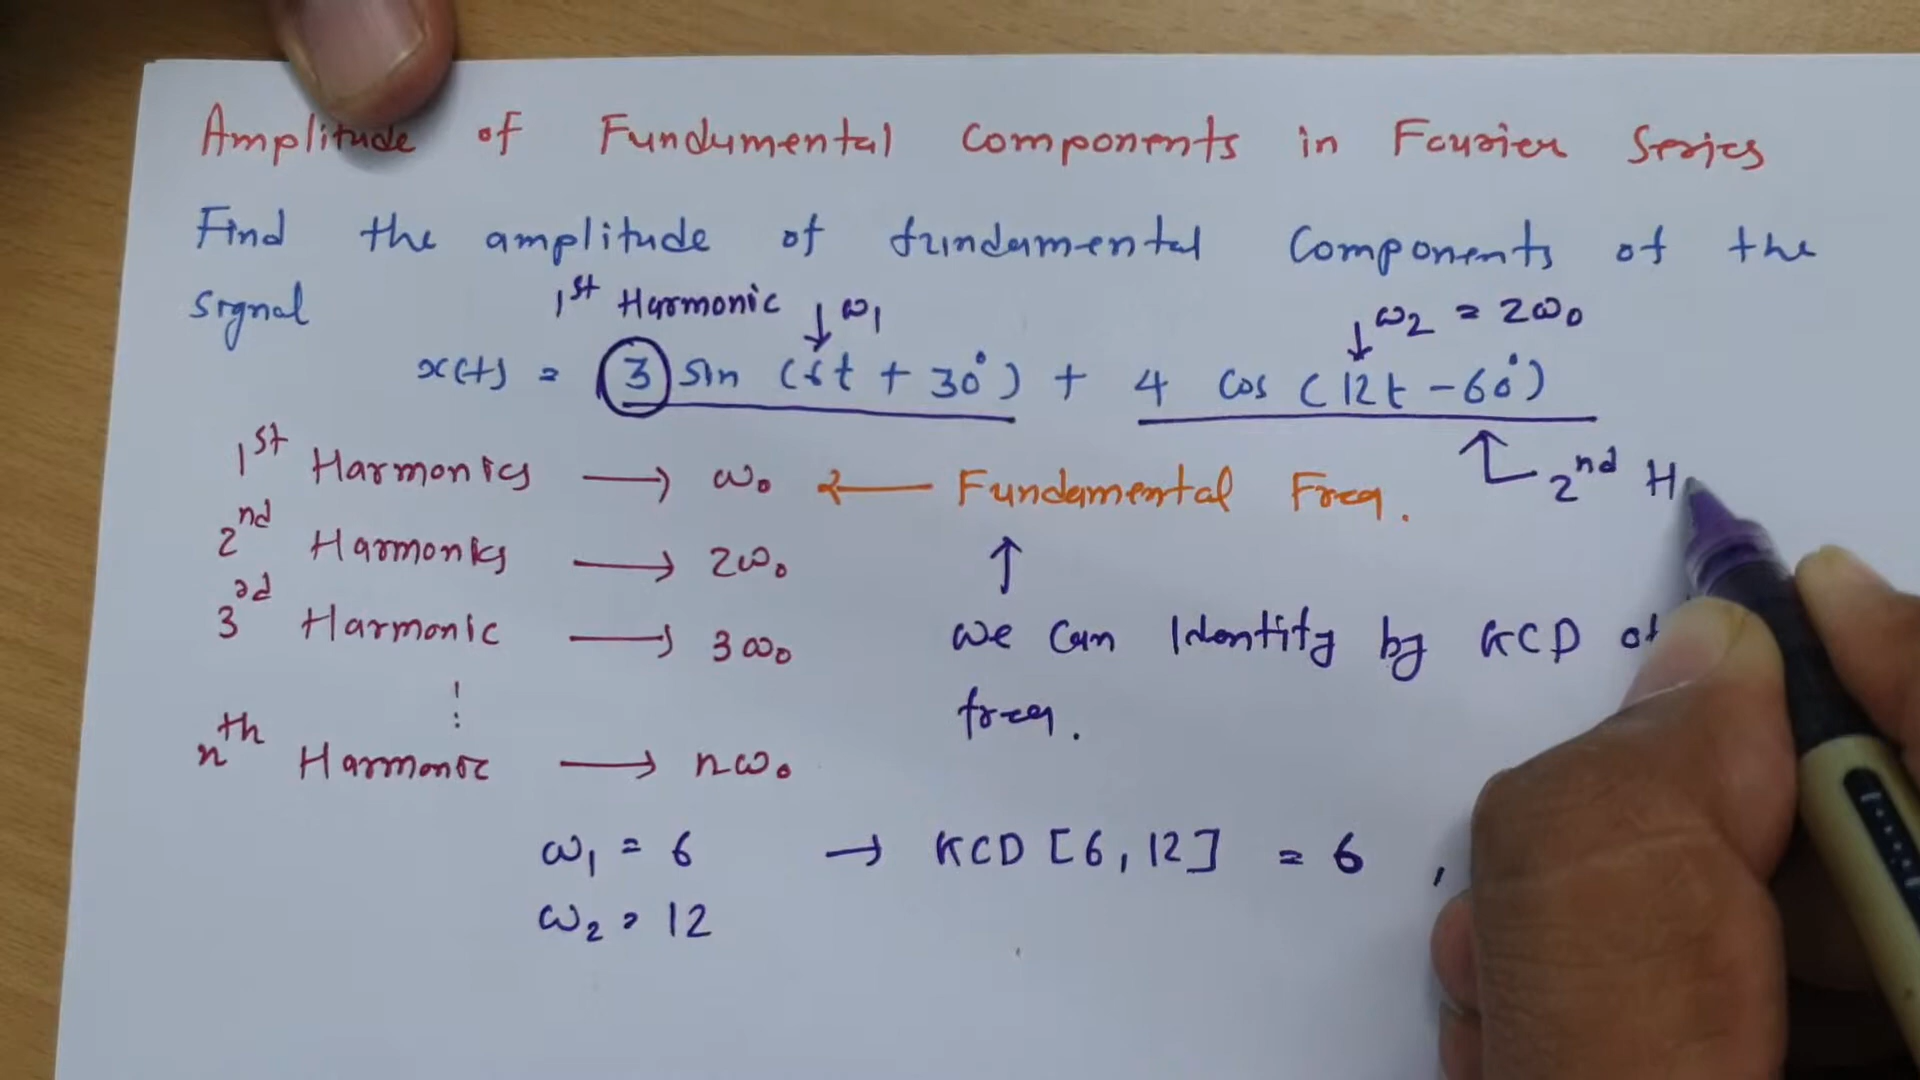 Amplitude of Fundumental Components in Fourier Series
Find the amplitude of fundamental Components of the
Signal 1st Harmonic ↓ω1 ↓ω2 = 2ω0
x(t) = 3 sin (6t + 30°) + 4 cos (12t - 60°)
1st Harmonics → ω0 ← Fundamental Freq. 2nd H
2nd Harmonics → 2ω0
3rd Harmonic → 3ω0 we can Identify by GCD of
freq.
nth Harmonic → nω0
ω1 = 6 → GCD [6, 12] = 6 ,
ω2 = 12